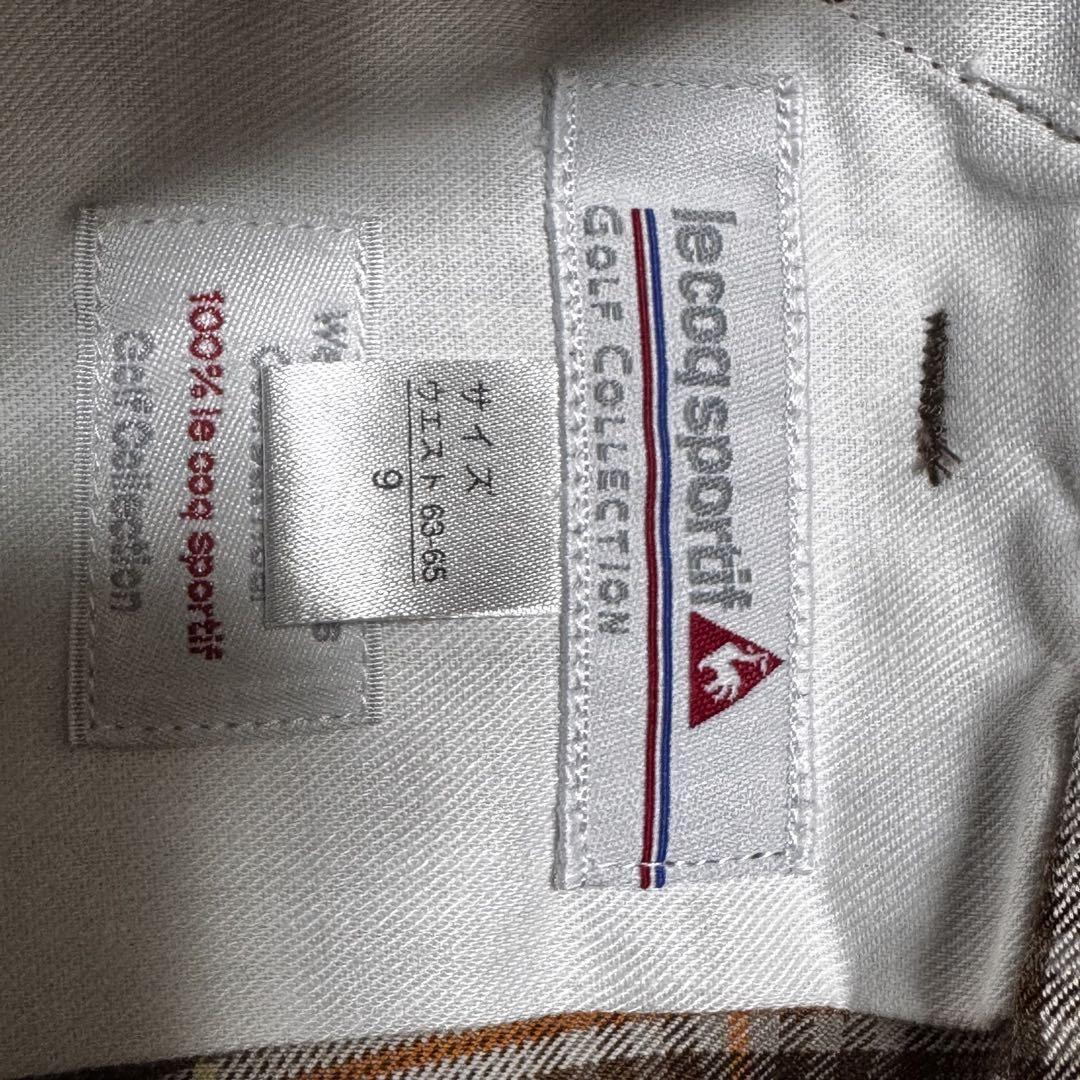 lecoqsportif
GOLF COLLECTION
サイズ
ウエスト 63-65
9
100% le coq sportif
Golf Collection